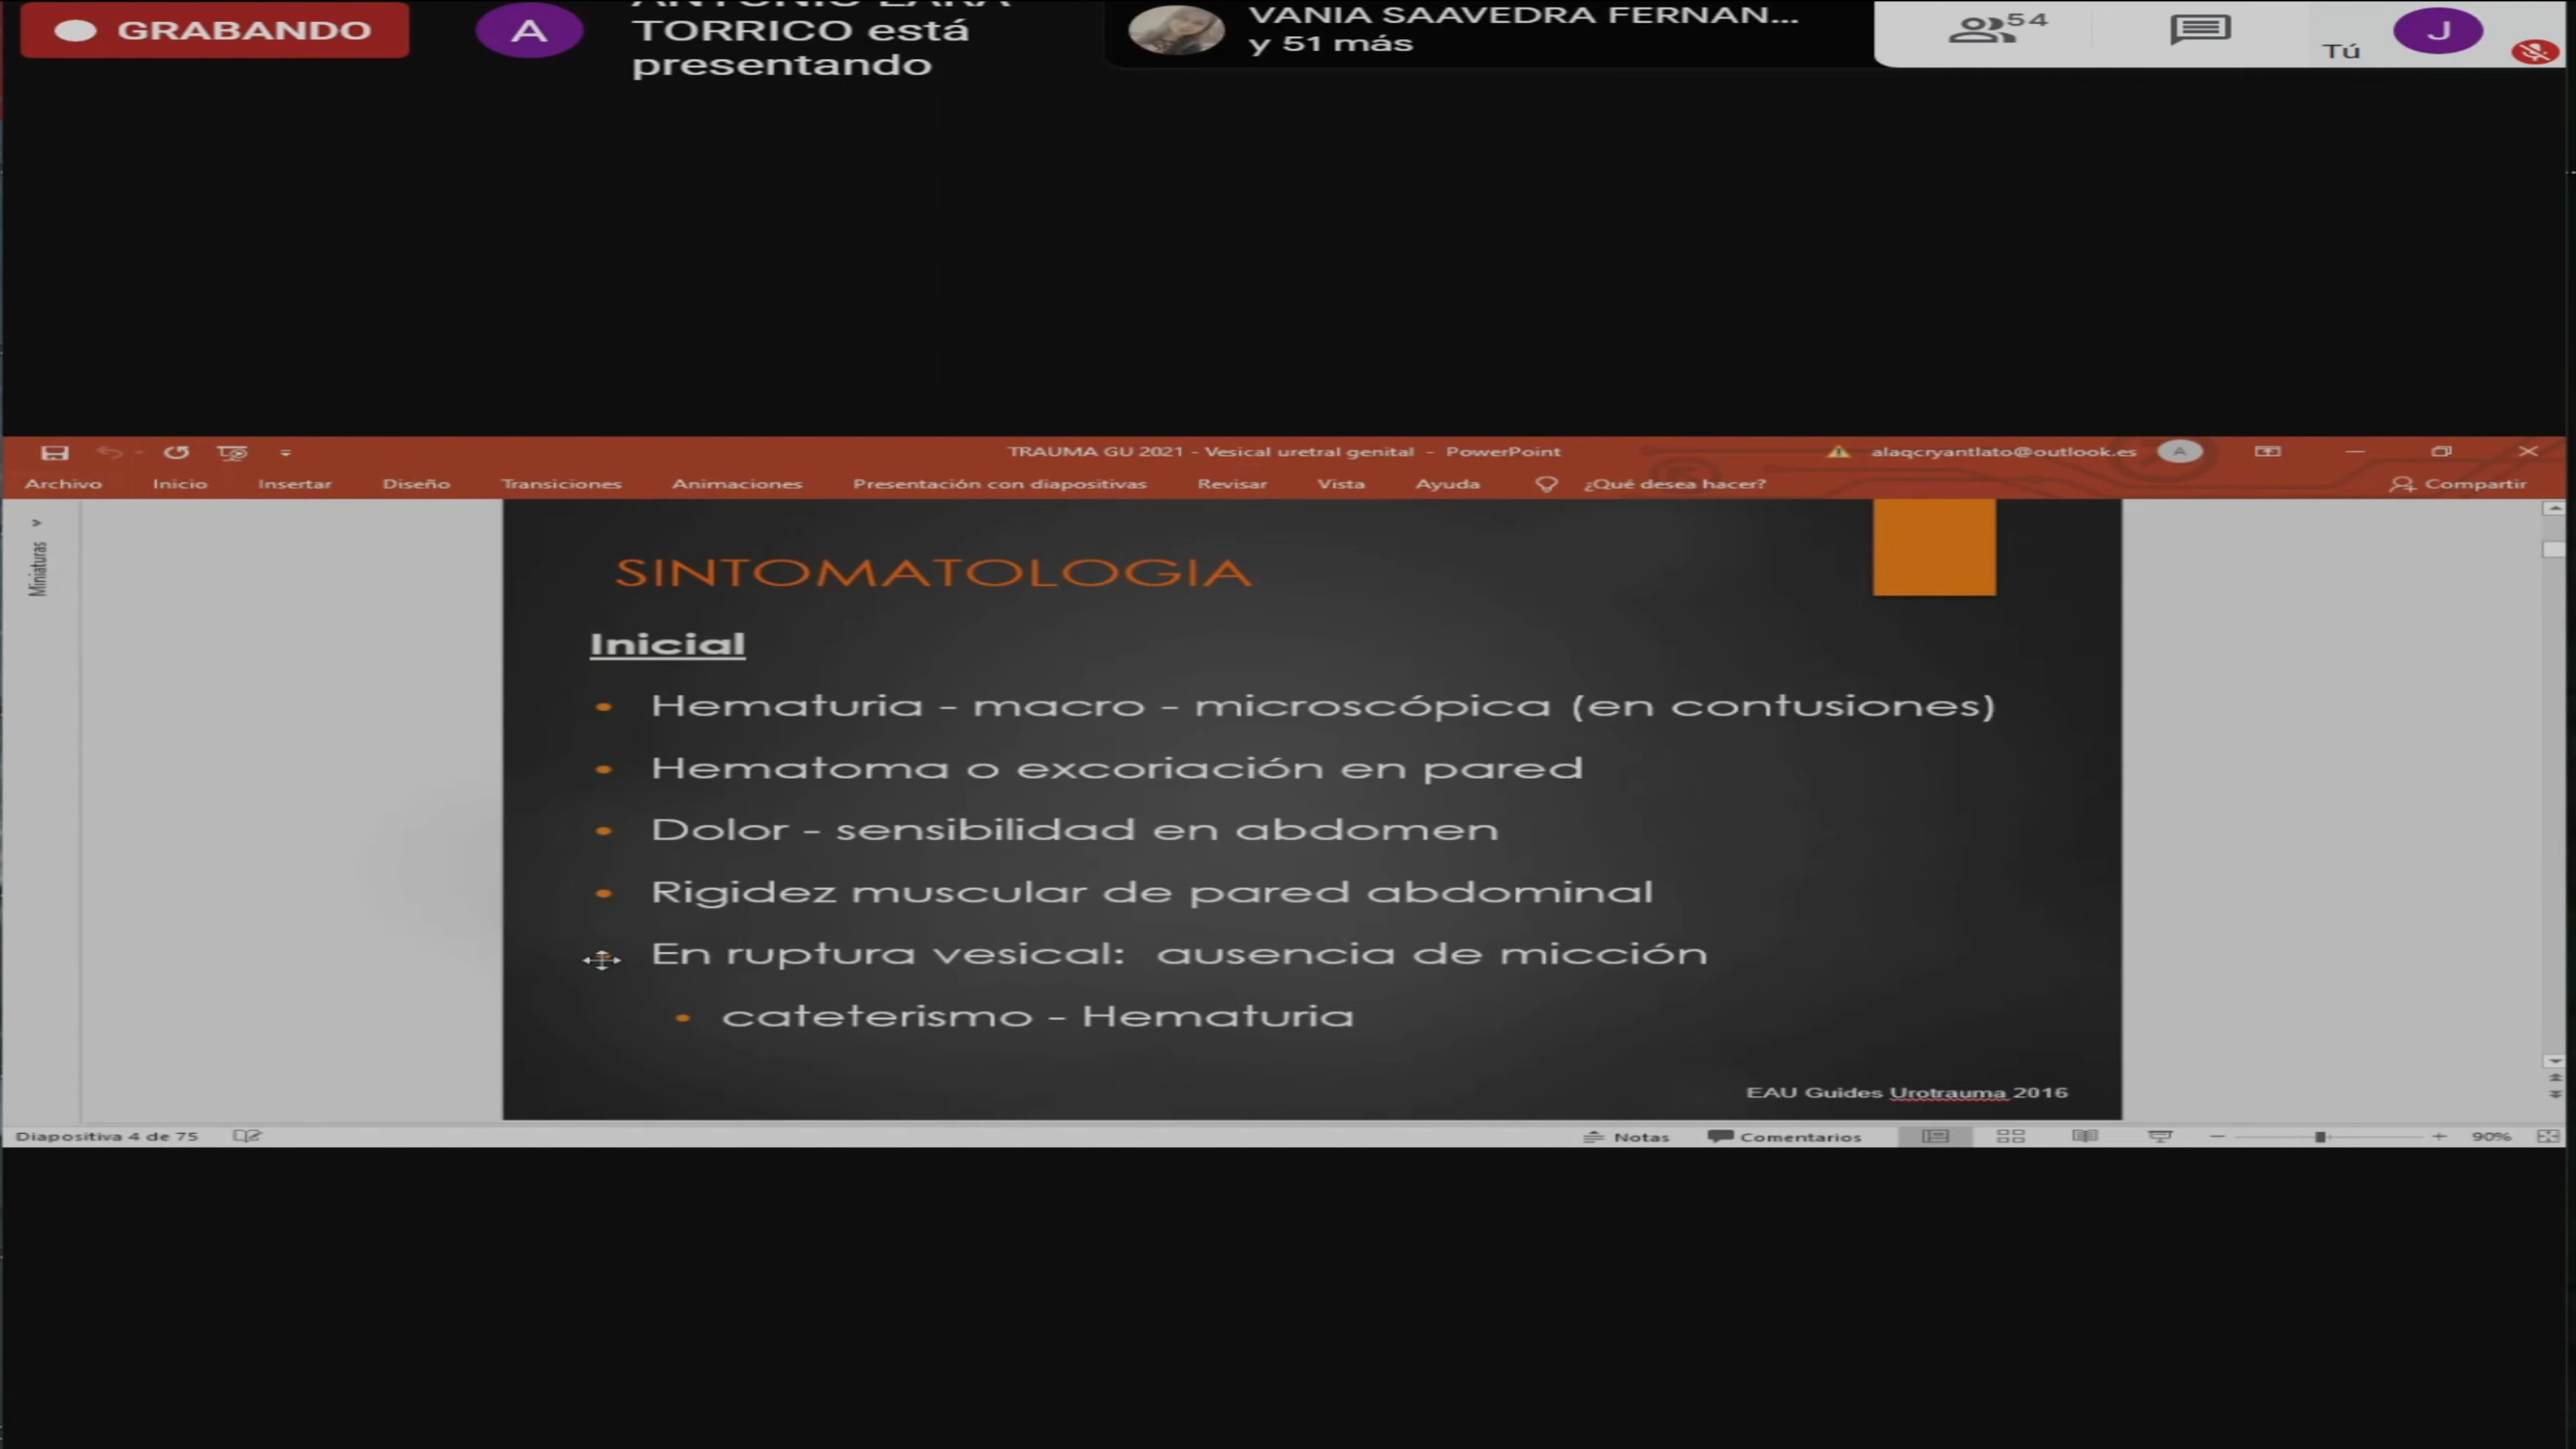 GRABANDO
A
ANTONIO LARA
TORRICO está
presentando
VANIA SAAVEDRA FERNAN...
y 51 más
54
Tú
J
TRAUMA GU 2021 - Vesical uretral genital - PowerPoint
alaqcryantlato@outlook.es
A
Archivo Inicio Insertar Diseño Transiciones Animaciones Presentación con diapositivas Revisar Vista Ayuda ¿Qué desea hacer? Compartir
Miniaturas
SINTOMATOLOGIA
Inicial
• Hematuria - macro - microscópica (en contusiones)
• Hematoma o excoriación en pared
• Dolor - sensibilidad en abdomen
• Rigidez muscular de pared abdominal
En ruptura vesical: ausencia de micción
• cateterismo - Hematuria
EAU Guides Urotrauma 2016
Diapositiva 4 de 75
Notas Comentarios 90%